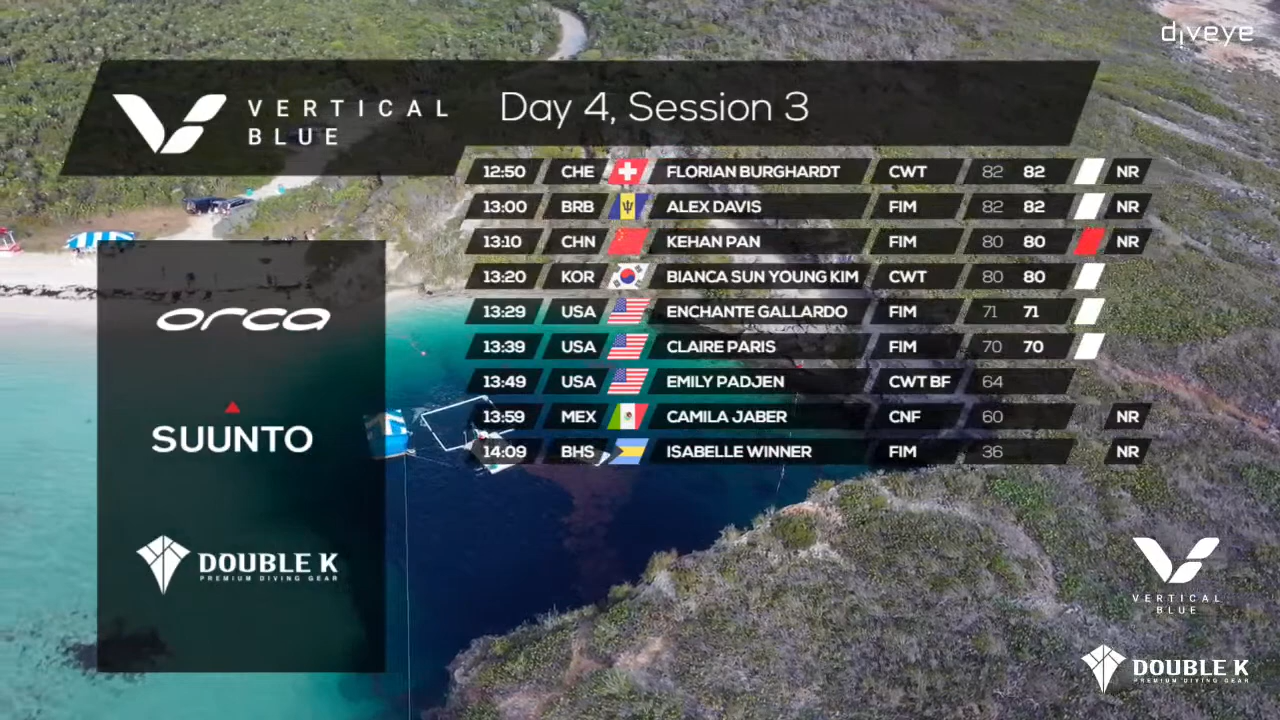 diveye
VERTICAL BLUE
Day 4, Session 3
12:50 CHE FLORIAN BURGHARDT CWT 82 82 NR
13:00 BRB ALEX DAVIS FIM 82 82 NR
13:10 CHN KEHAN PAN FIM 80 80 NR
13:20 KOR BIANCA SUN YOUNG KIM CWT 80 80
13:29 USA ENCHANTE GALLARDO FIM 71 71
13:39 USA CLAIRE PARIS FIM 70 70
13:49 USA EMILY PADJEN CWT BF 64
13:59 MEX CAMILA JABER CNF 60 NR
14:09 BHS ISABELLE WINNER FIM 36 NR
orca
SUUNTO
DOUBLE K
PREMIUM DIVING GEAR
VERTICAL
BLUE
DOUBLE K
PREMIUM DIVING GEAR